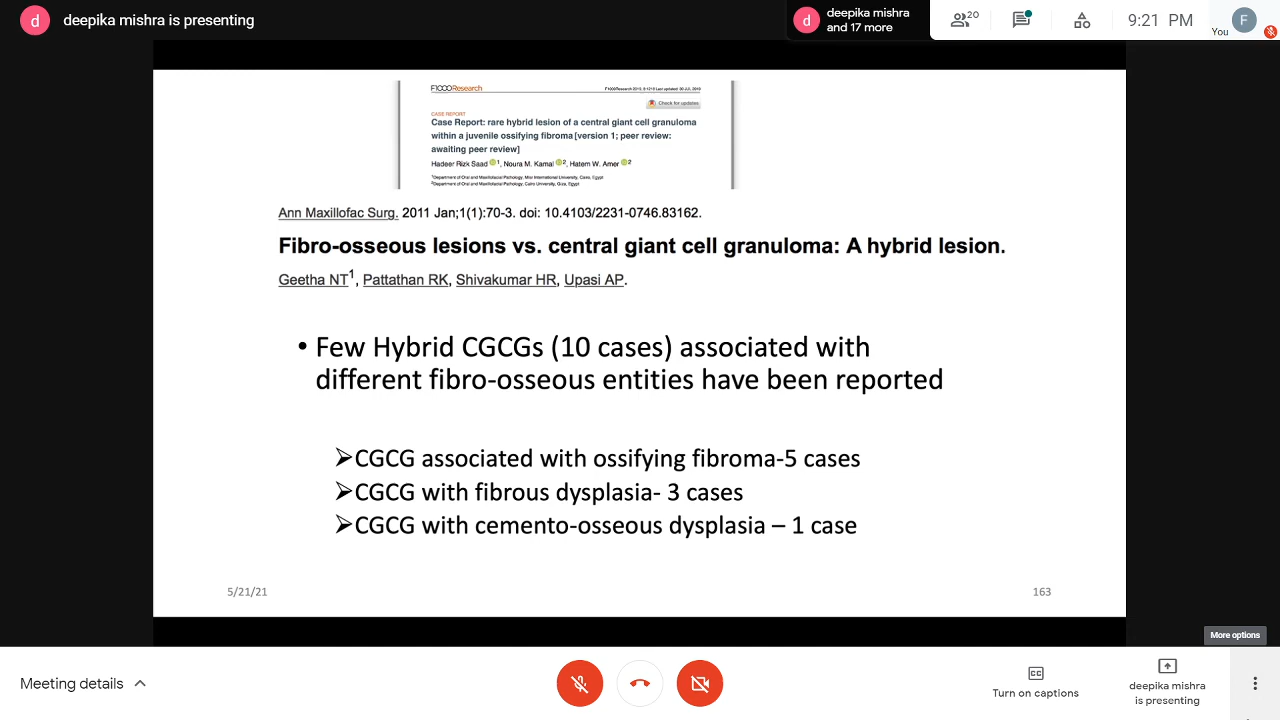 d deepika mishra is presenting
d deepika mishra and 17 more
20
9:21 PM
F
You
F1000Research
F1000Research 2019, 8:1218 Last updated: 30 JUL 2019
Check for updates
CASE REPORT
Case Report: rare hybrid lesion of a central giant cell granuloma
within a juvenile ossifying fibroma [version 1; peer review:
awaiting peer review]
Hadeer Rizk Saad 1, Noura M. Kamal 2, Hatem W. Amer 2
1Department of Oral and Maxillofacial Pathology, Misr International University, Cairo, Egypt
2Department of Oral and Maxillofacial Pathology, Cairo University, Giza, Egypt
Ann Maxillofac Surg. 2011 Jan;1(1):70-3. doi: 10.4103/2231-0746.83162.
Fibro-osseous lesions vs. central giant cell granuloma: A hybrid lesion.
Geetha NT1, Pattathan RK, Shivakumar HR, Upasi AP.
• Few Hybrid CGCGs (10 cases) associated with
different fibro-osseous entities have been reported
➢CGCG associated with ossifying fibroma-5 cases
➢CGCG with fibrous dysplasia- 3 cases
➢CGCG with cemento-osseous dysplasia – 1 case
5/21/21
163
More options
Meeting details
CC
Turn on captions
deepika mishra
is presenting